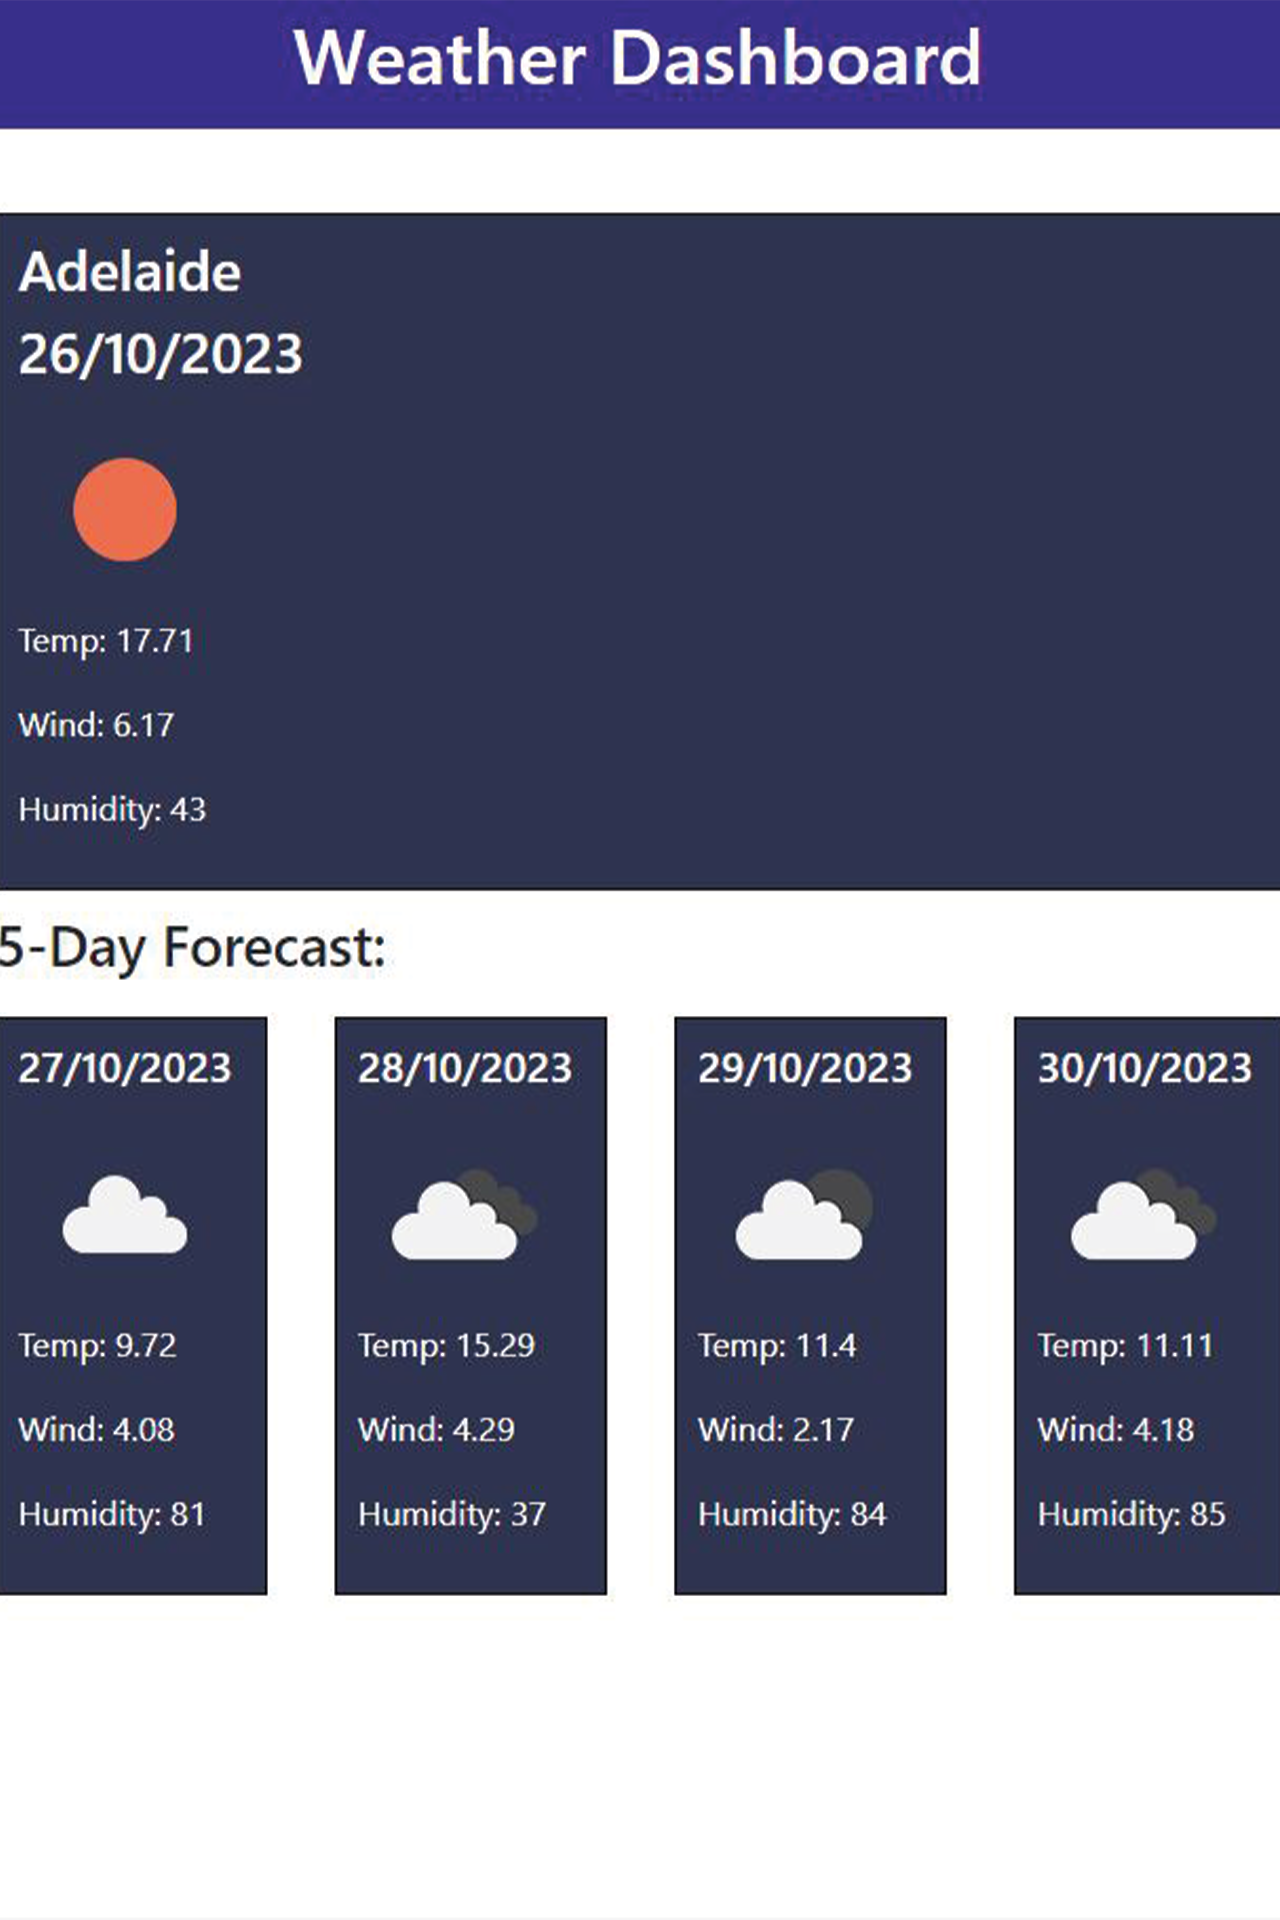 Weather Dashboard
Adelaide
26/10/2023
Temp: 17.71
Wind: 6.17
Humidity: 43
5-Day Forecast:
27/10/2023
Temp: 9.72
Wind: 4.08
Humidity: 81
28/10/2023
Temp: 15.29
Wind: 4.29
Humidity: 37
29/10/2023
Temp: 11.4
Wind: 2.17
Humidity: 84
30/10/2023
Temp: 11.11
Wind: 4.18
Humidity: 85